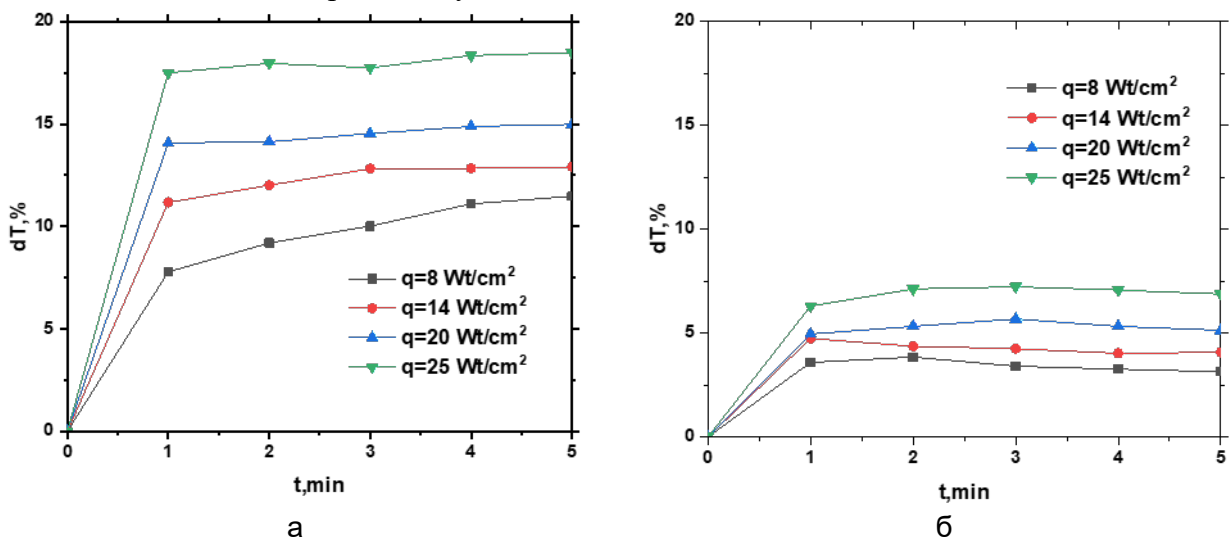 20
15
10
5
0
dT,%
q=8 Wt/cm²
q=14 Wt/cm²
q=20 Wt/cm²
q=25 Wt/cm²
0 1 2 3 4 5
t,min
а
20
15
10
5
0
dT,%
q=8 Wt/cm²
q=14 Wt/cm²
q=20 Wt/cm²
q=25 Wt/cm²
0 1 2 3 4 5
t,min
б